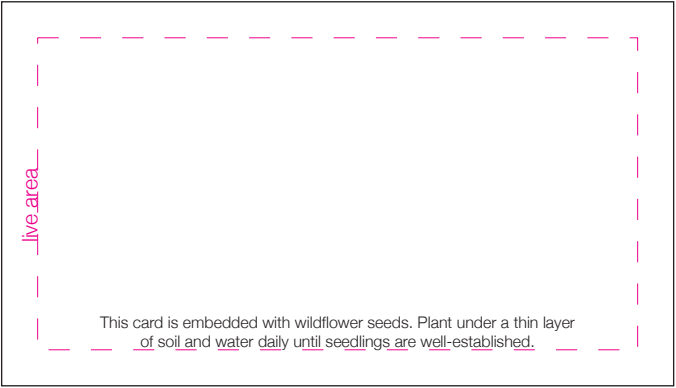 live area
This card is embedded with wildflower seeds. Plant under a thin layer
of soil and water daily until seedlings are well-established.